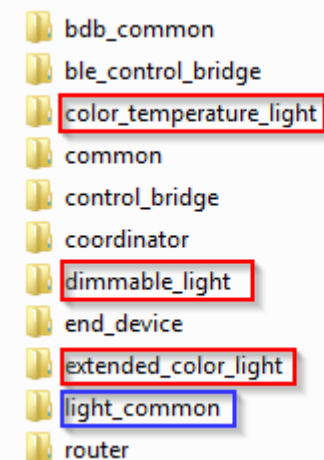 bdb_common
ble_control_bridge
color_temperature_light
common
control_bridge
coordinator
dimmable_light
end_device
extended_color_light
light_common
router